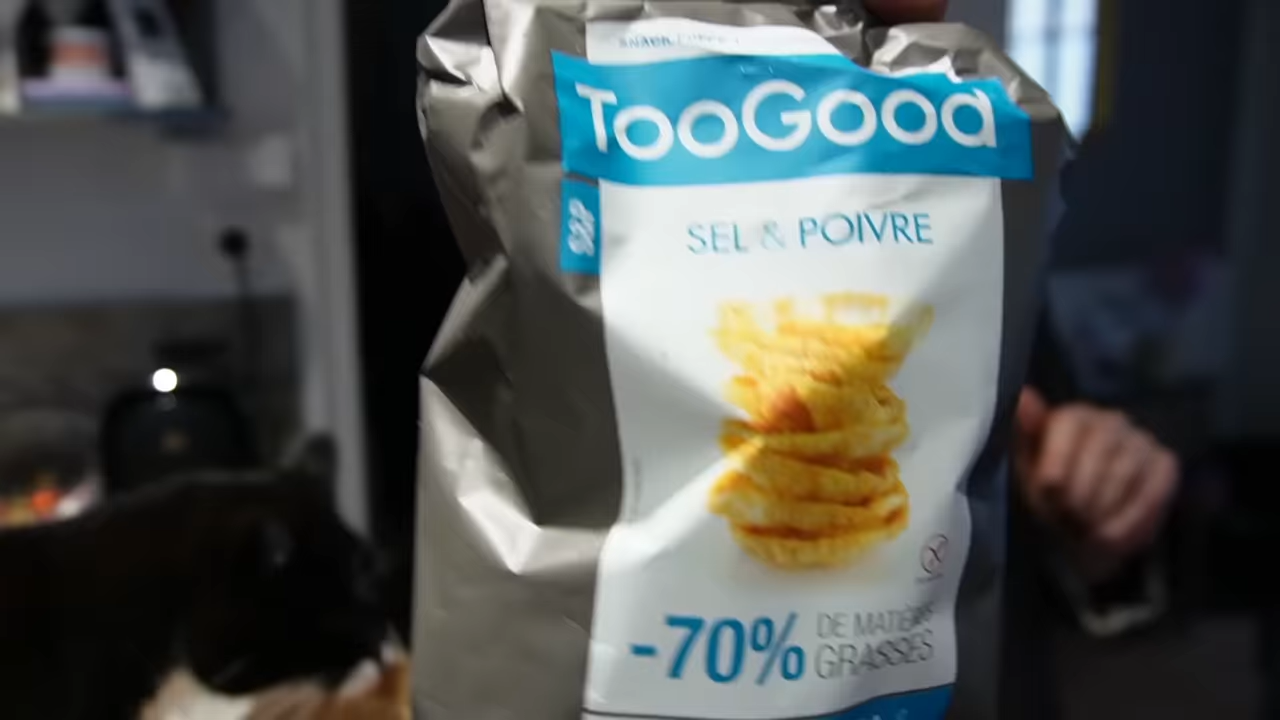 TooGood
SEL & POIVRE
-70%
DE MATIÈRES
GRASSES